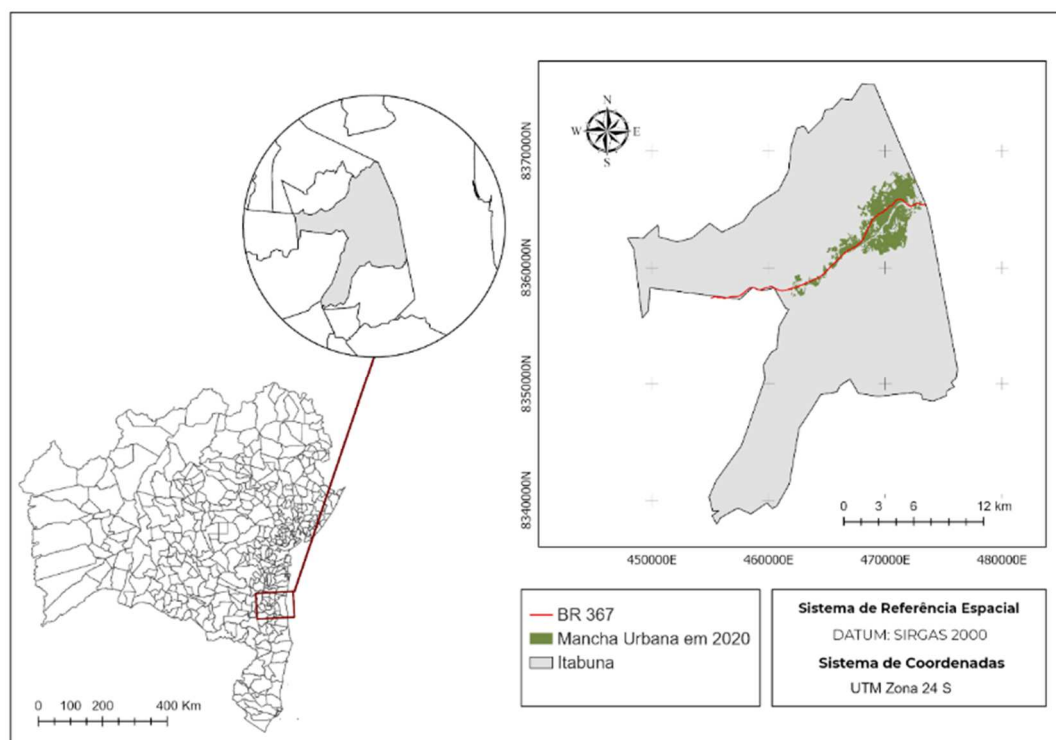 N
W E
S
8370000N
8360000N
8350000N
8340000N
0 3 6 12 km
450000E 460000E 470000E 480000E
0 100 200 400 Km
BR 367
Mancha Urbana em 2020
Itabuna
Sistema de Referência Espacial
DATUM: SIRGAS 2000
Sistema de Coordenadas
UTM Zona 24 S